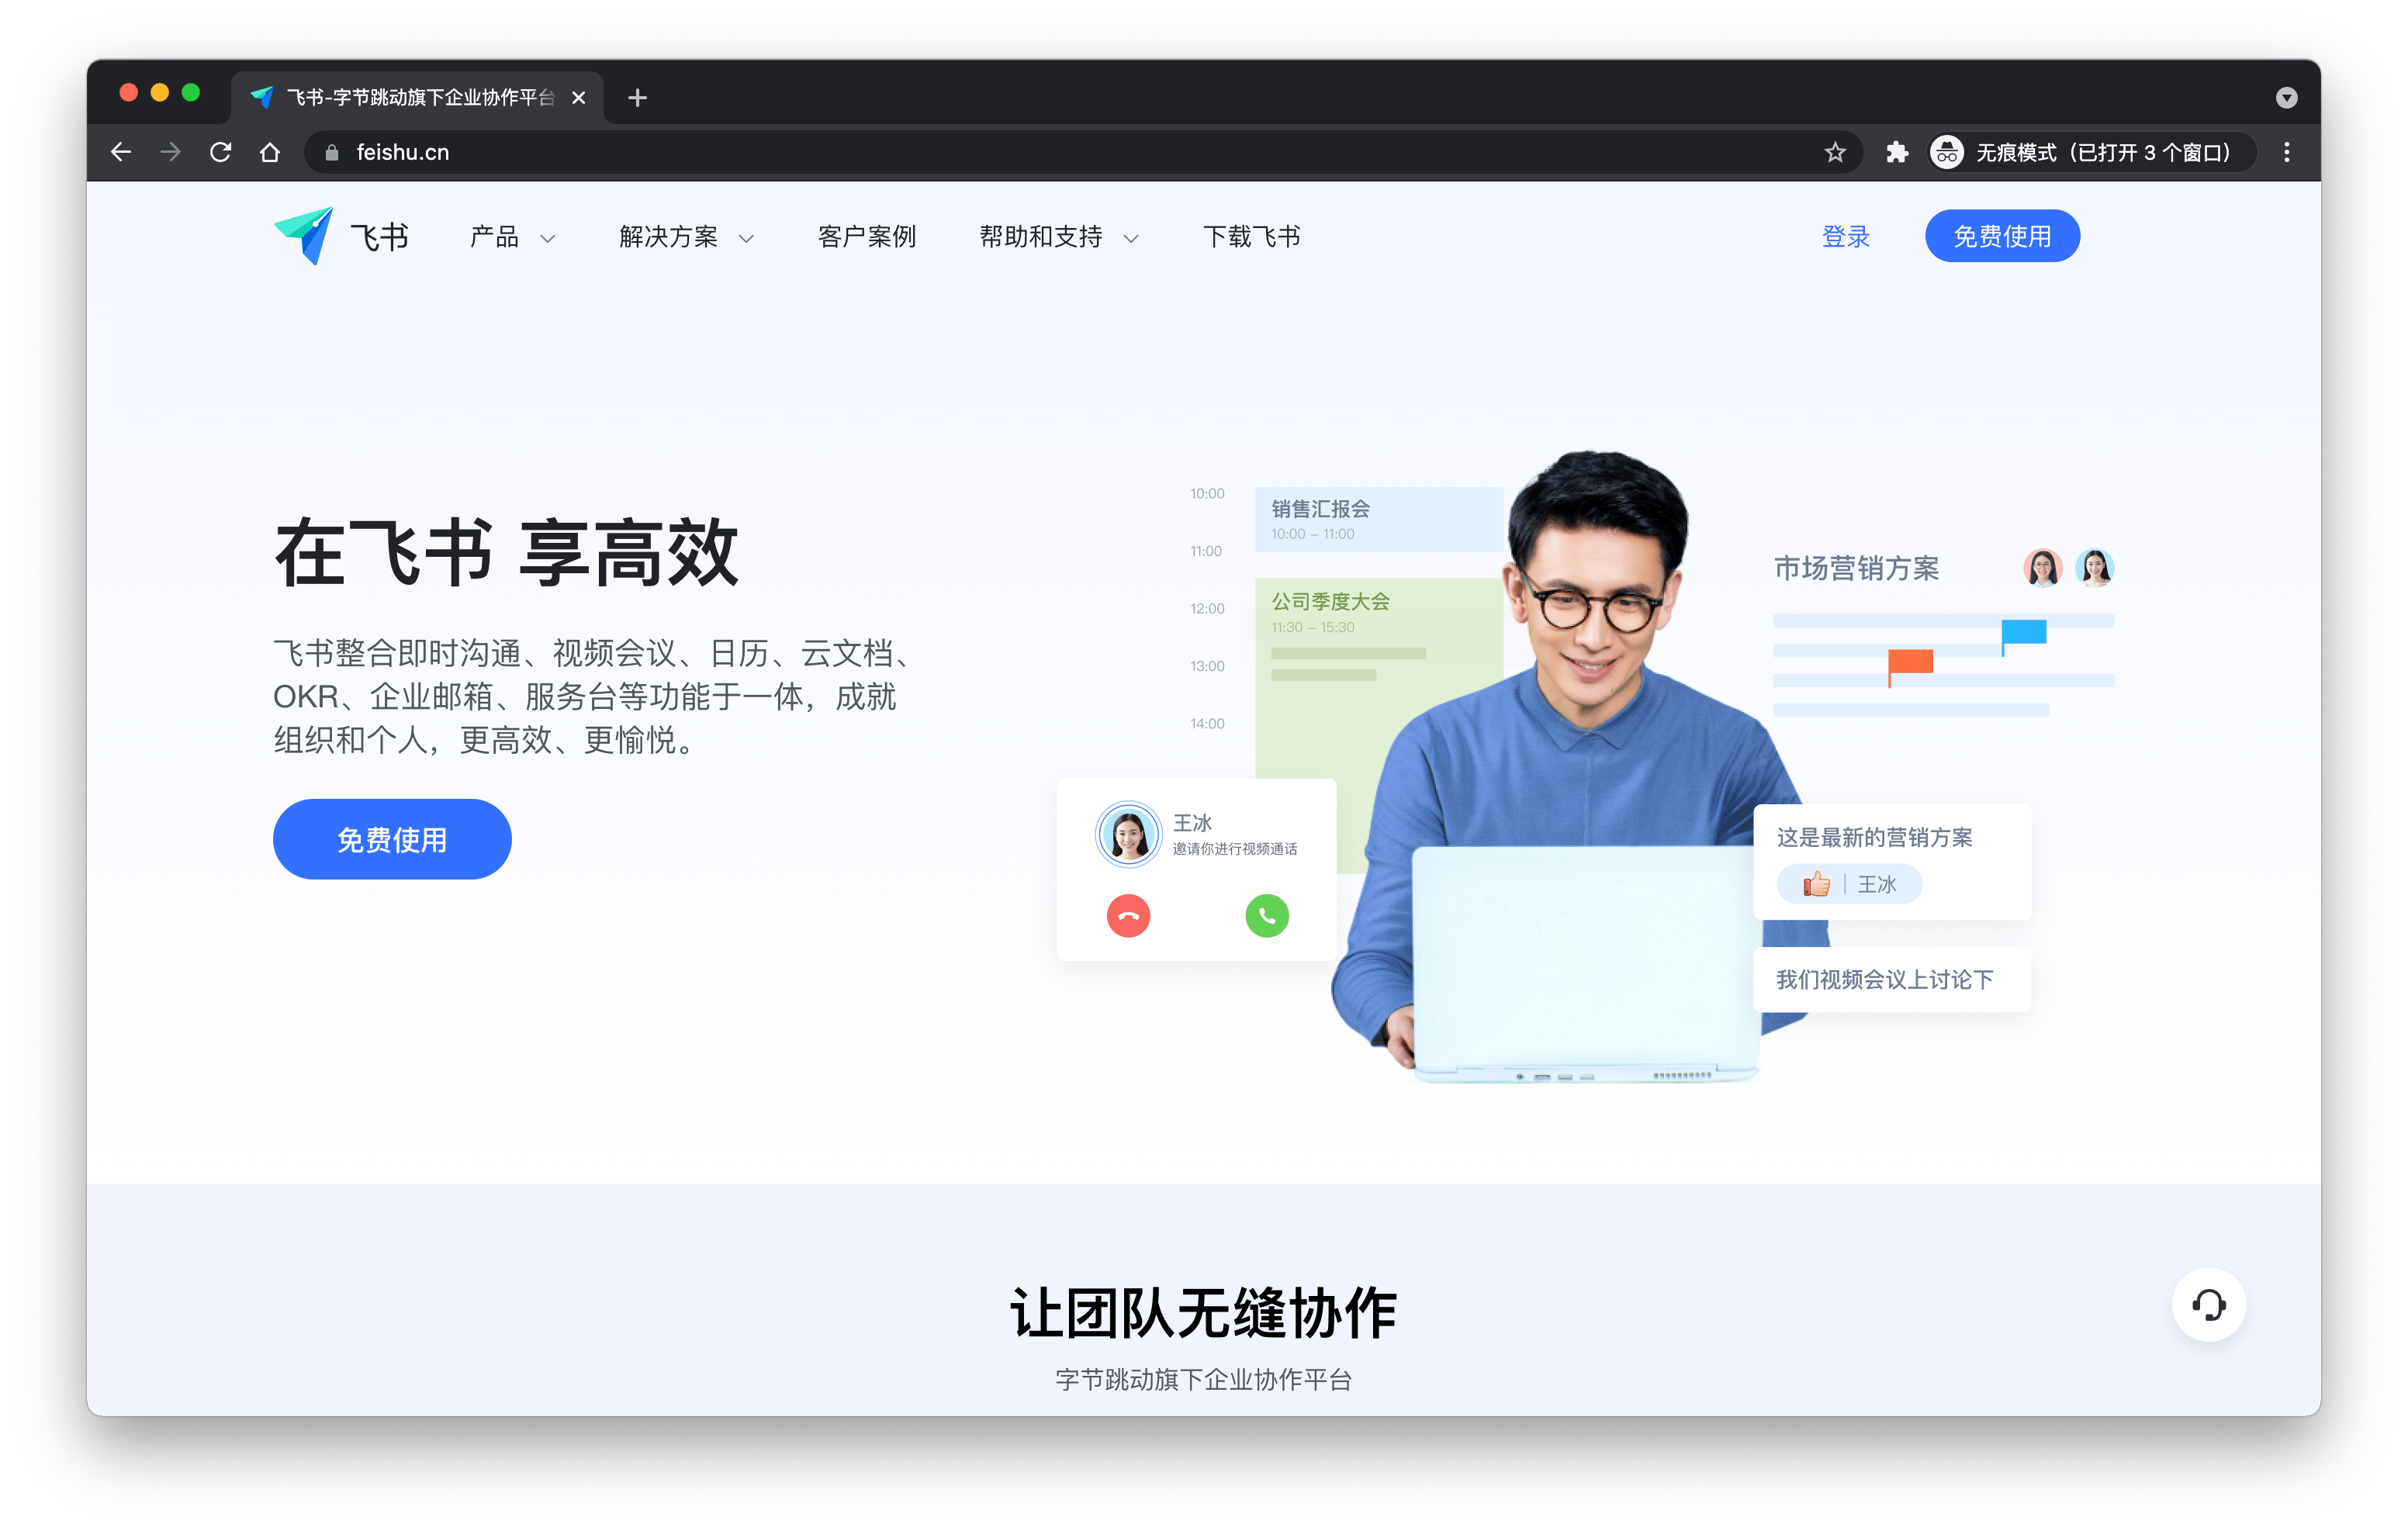 飞书-字节跳动旗下企业协作平台
feishu.cn
无痕模式（已打开 3 个窗口）
飞书
产品
解决方案
客户案例
帮助和支持
下载飞书
登录
免费使用
在飞书 享高效
飞书整合即时沟通、视频会议、日历、云文档、
OKR、企业邮箱、服务台等功能于一体，成就
组织和个人，更高效、更愉悦。
免费使用
10:00
11:00
12:00
13:00
14:00
销售汇报会
10:00 – 11:00
公司季度大会
11:30 – 15:30
市场营销方案
王冰
邀请你进行视频通话
这是最新的营销方案
王冰
我们视频会议上讨论下
让团队无缝协作
字节跳动旗下企业协作平台